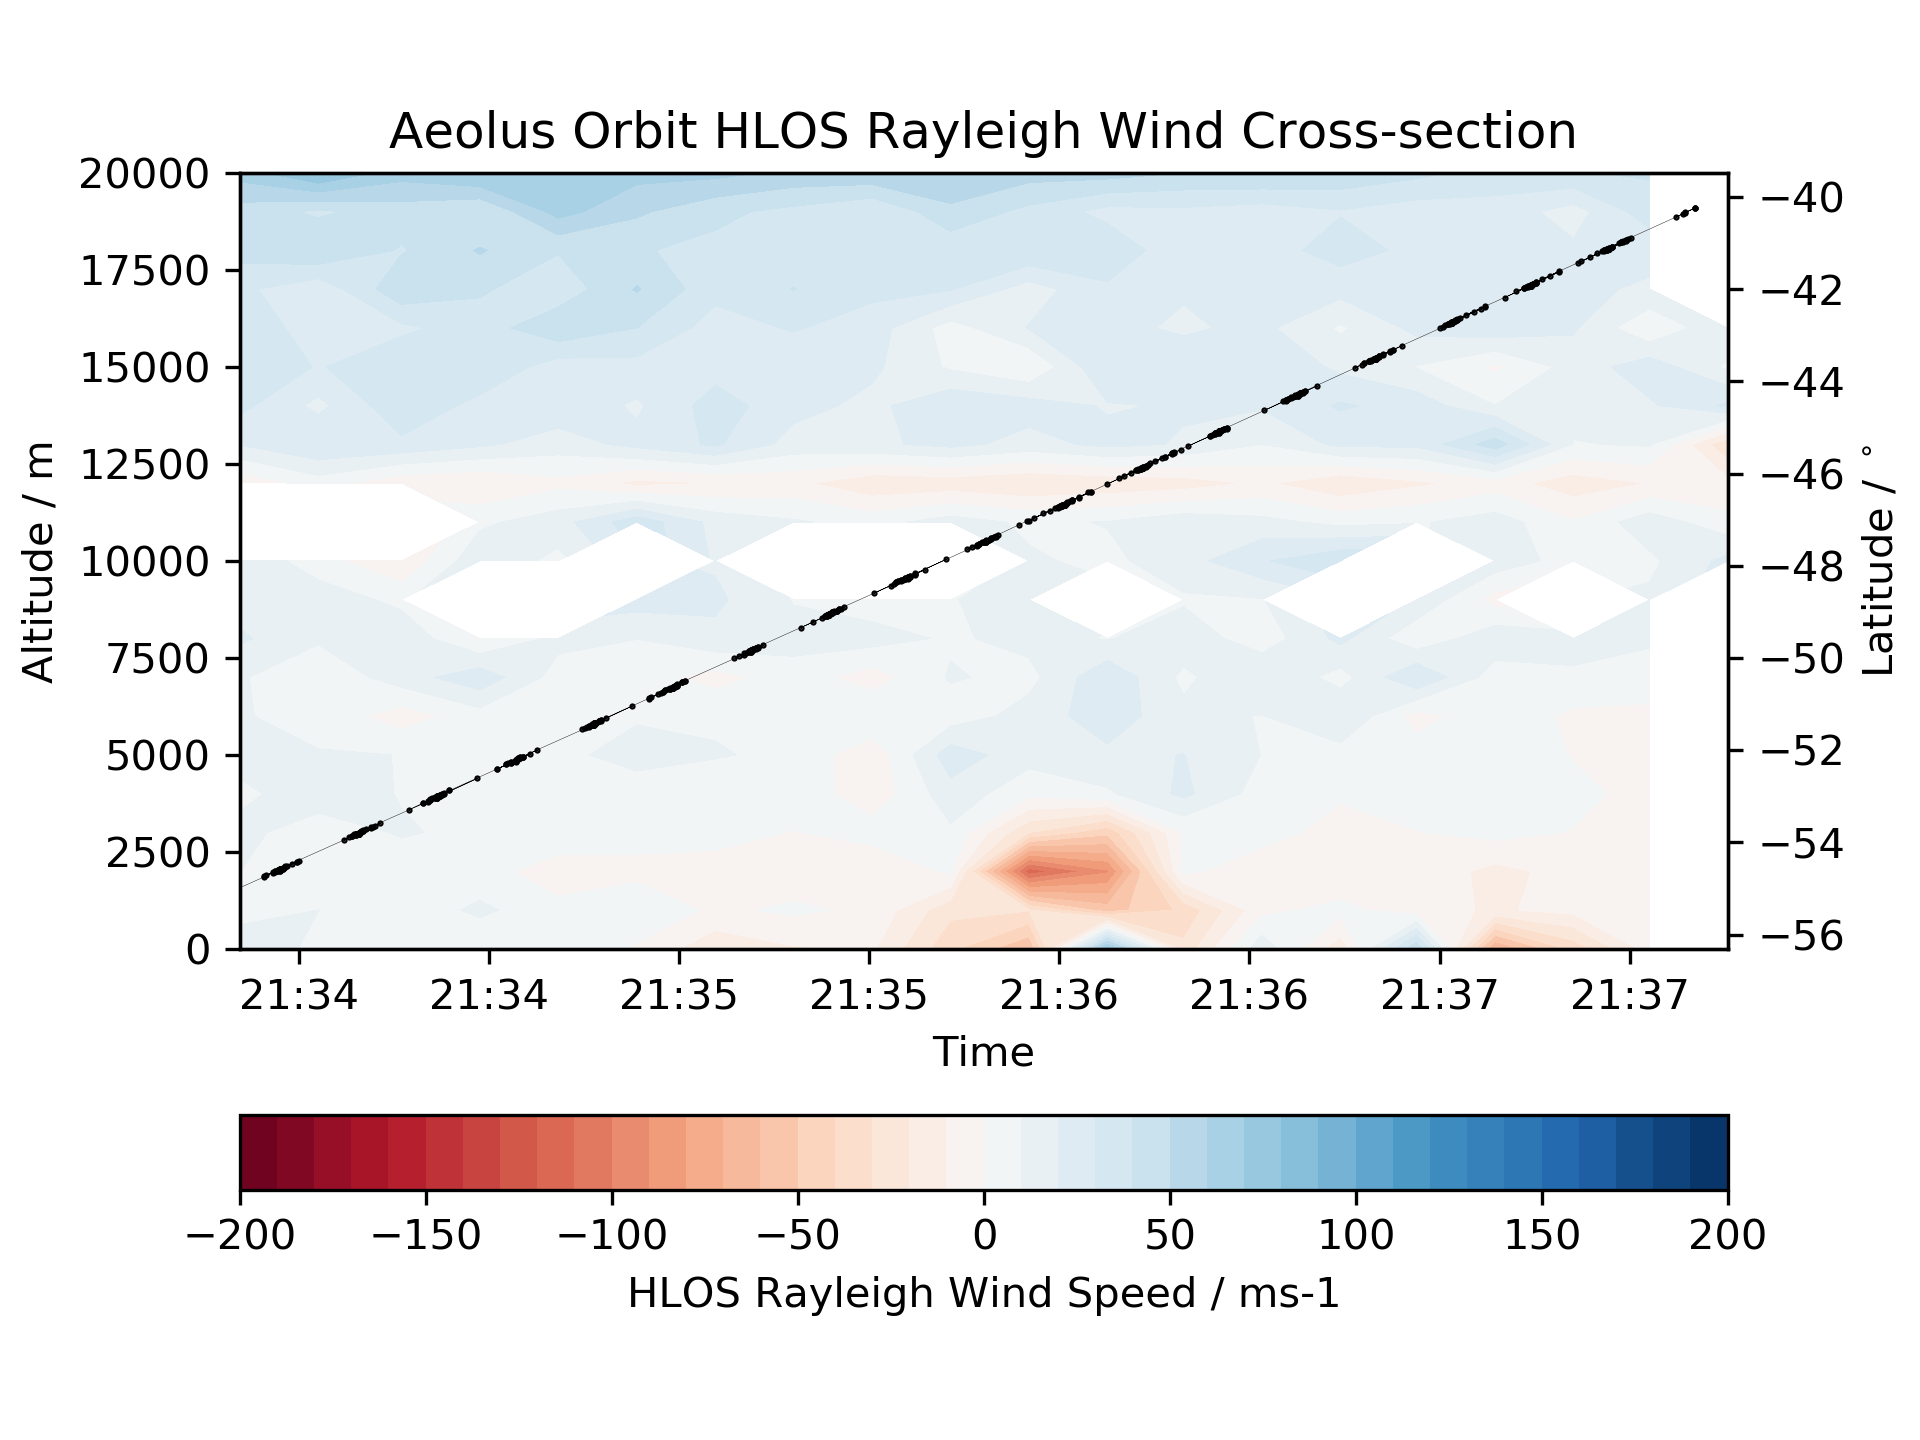 Aeolus Orbit HLOS Rayleigh Wind Cross-section
20000
17500
15000
12500
10000
7500
5000
2500
0
Altitude / m
−40
−42
−44
−46
−48
−50
−52
−54
−56
Latitude / °
21:34 21:34 21:35 21:35 21:36 21:36 21:37 21:37
Time
−200 −150 −100 −50 0 50 100 150 200
HLOS Rayleigh Wind Speed / ms-1